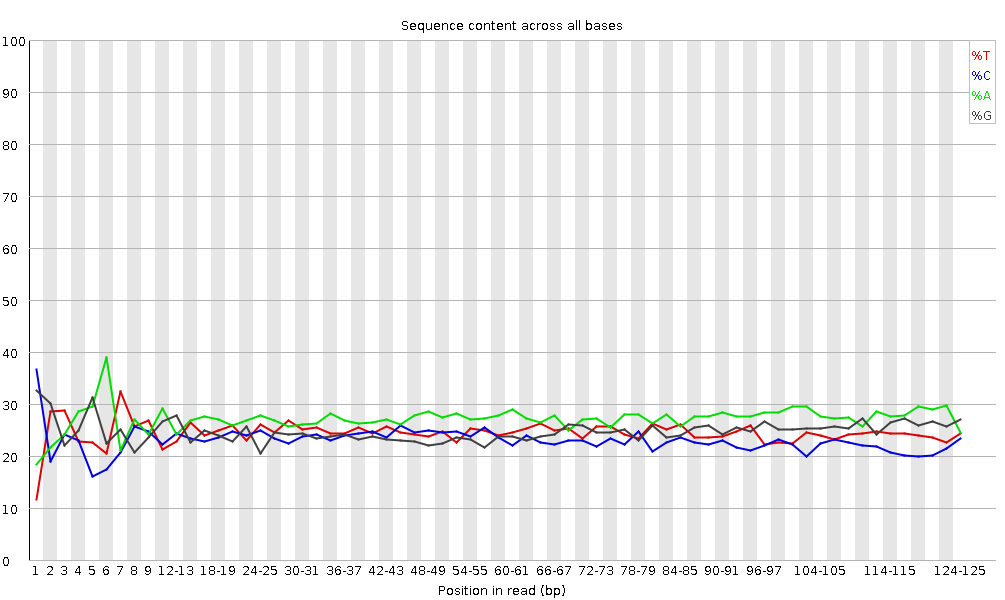 Sequence content across all bases
100
90
80
70
60
50
40
30
20
10
0
%T
%C
%A
%G
1 2 3 4 5 6 7 8 9 12-13 18-19 24-25 30-31 36-37 42-43 48-49 54-55 60-61 66-67 72-73 78-79 84-85 90-91 96-97 104-105 114-115 124-125
Position in read (bp)